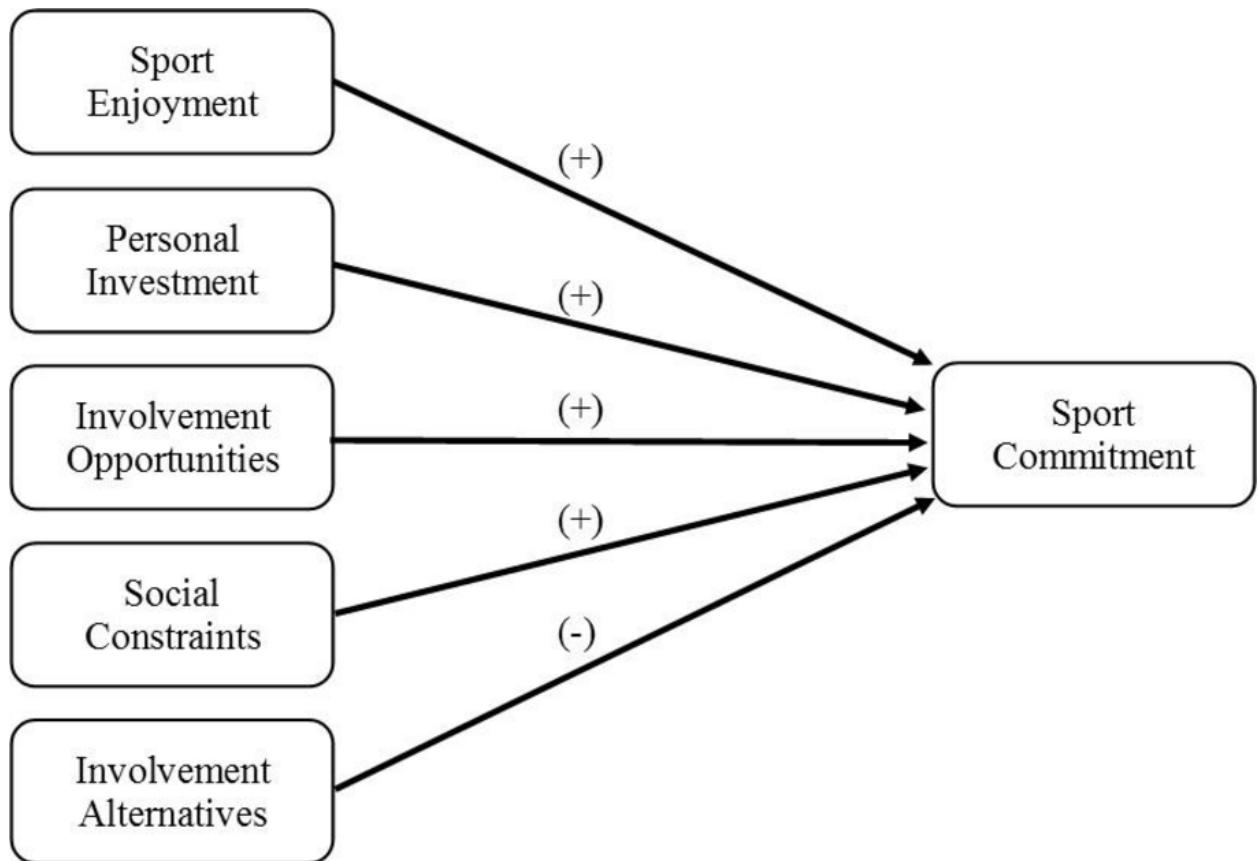 Sport
Enjoyment
(+)
Personal
Investment
(+)
Involvement
Opportunities
(+)
Sport
Commitment
Social
Constraints
(+)
(-)
Involvement
Alternatives